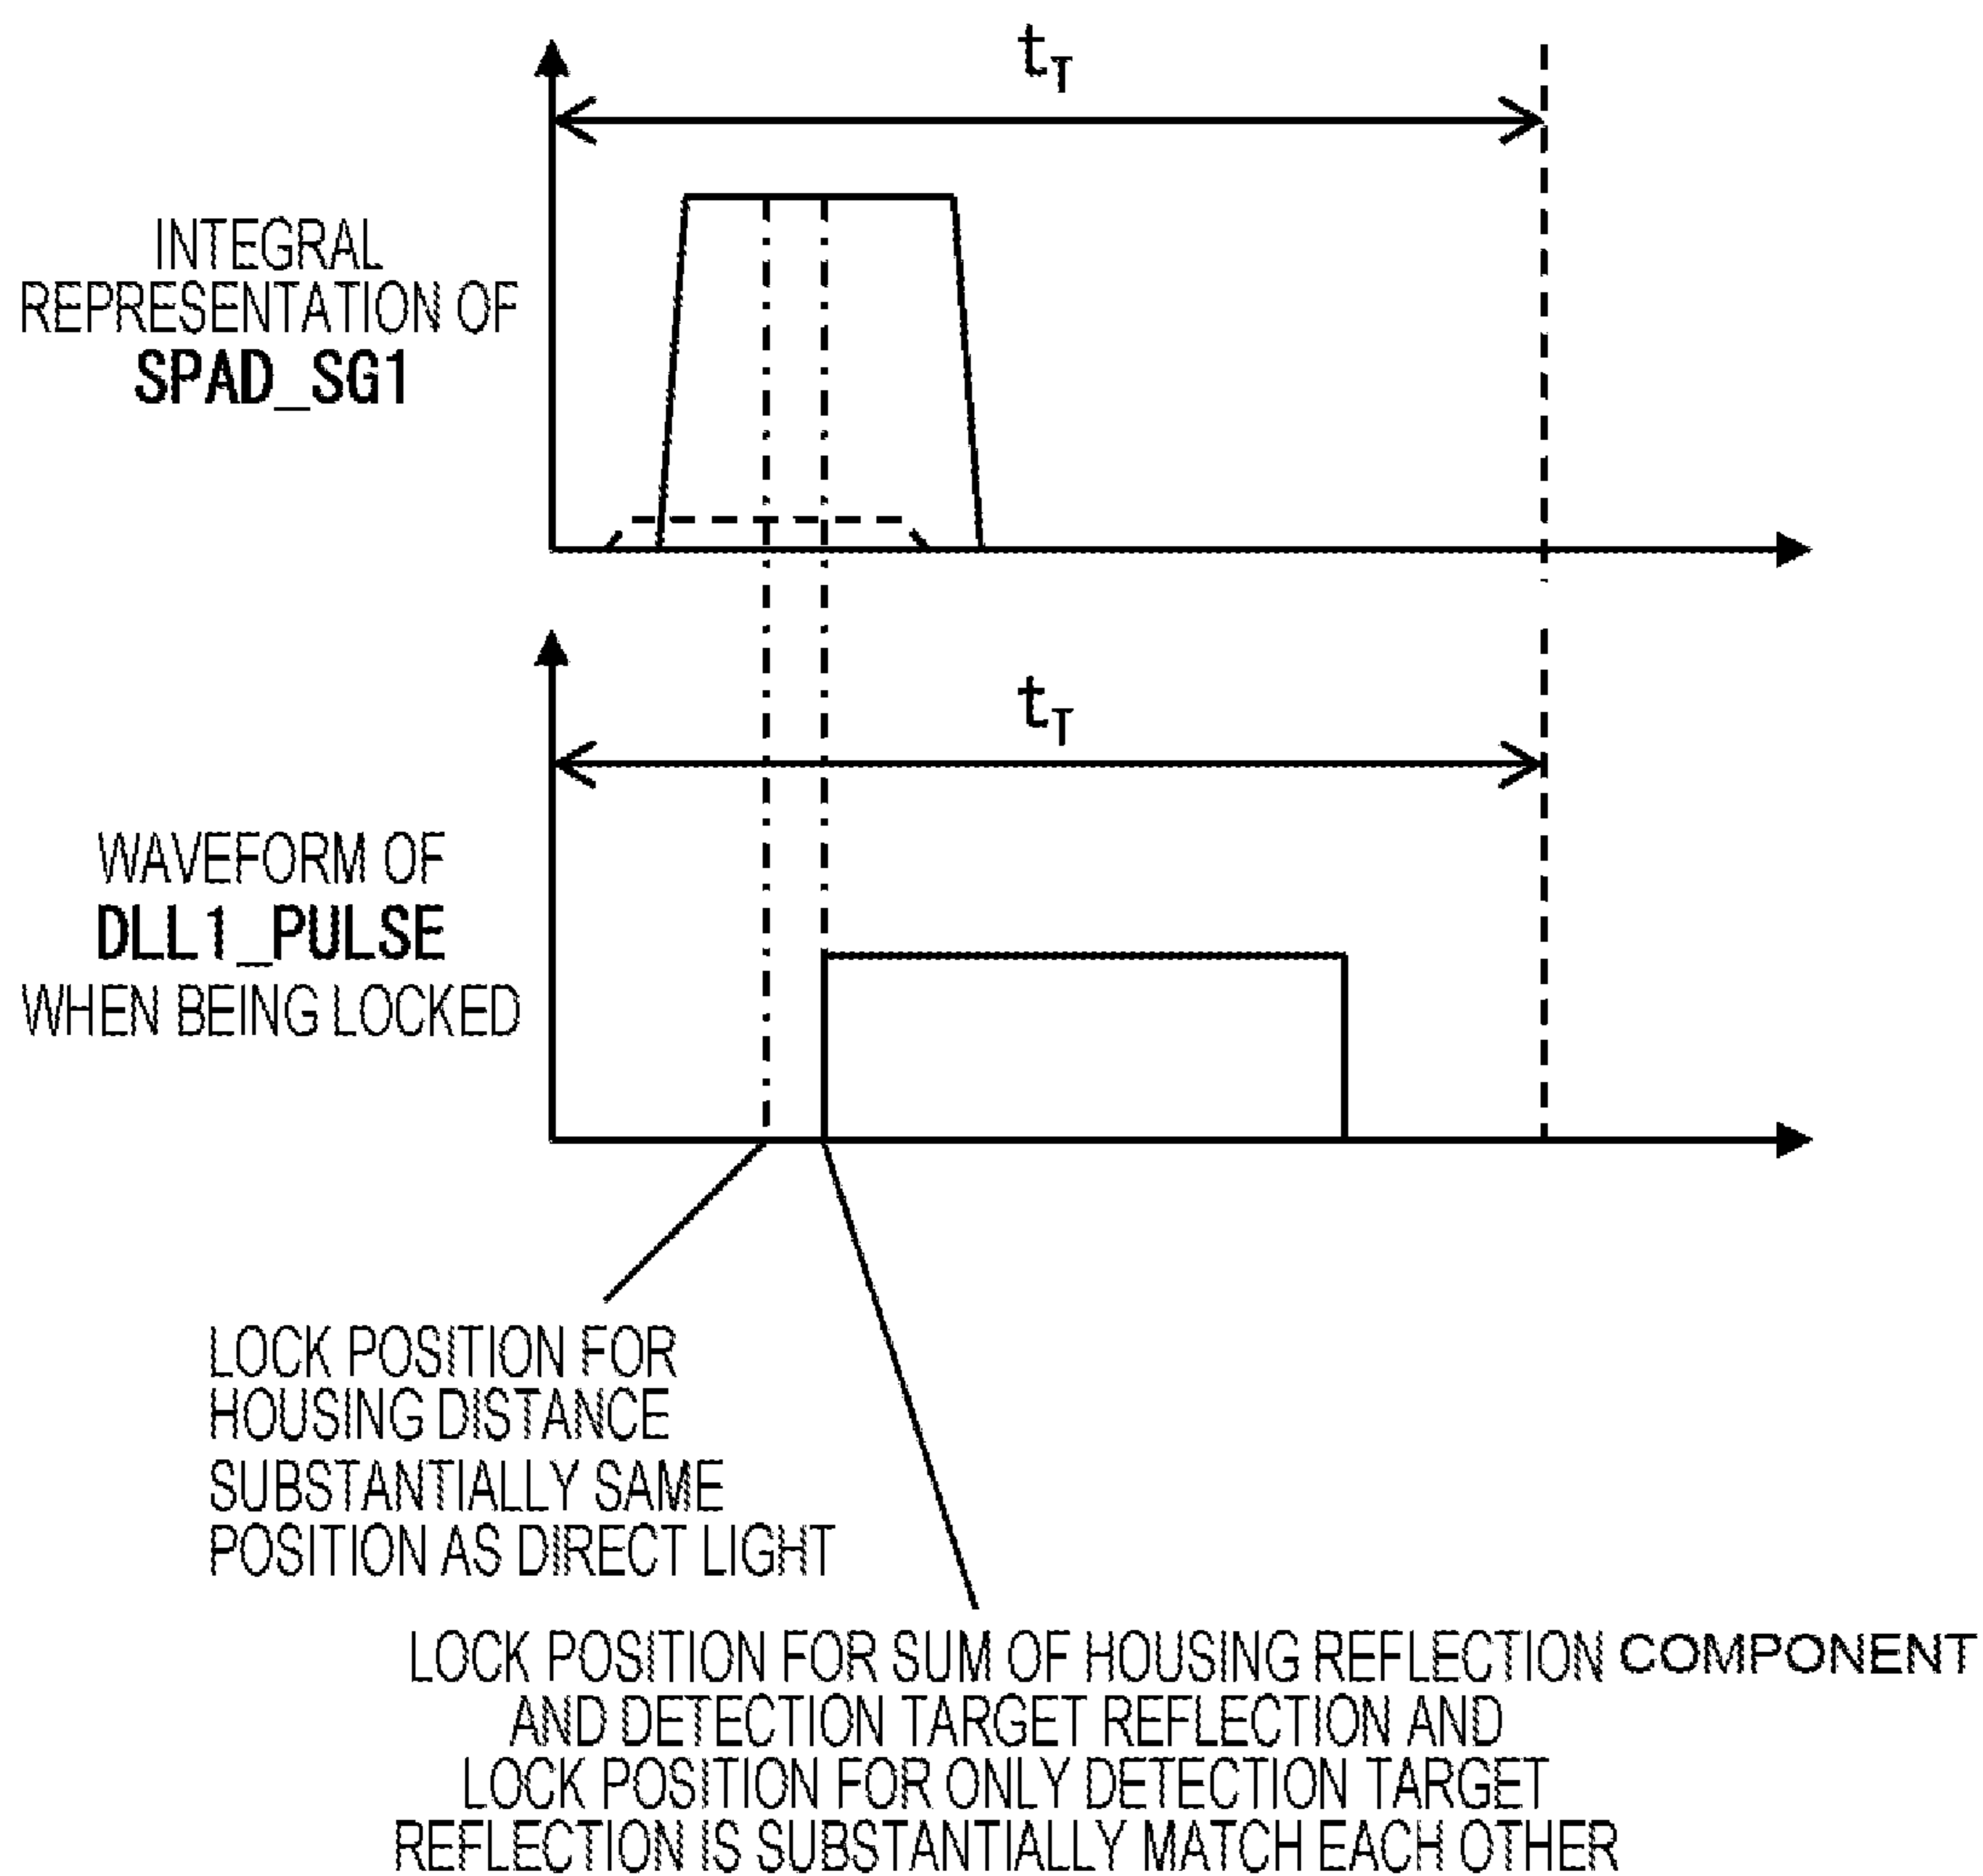 t_T
INTEGRAL
REPRESENTATION OF
SPAD_SG1
t_T
WAVEFORM OF
DLL1_PULSE
WHEN BEING LOCKED
LOCK POSITION FOR
HOUSING DISTANCE
SUBSTANTIALLY SAME
POSITION AS DIRECT LIGHT
LOCK POSITION FOR SUM OF HOUSING REFLECTION COMPONENT
AND DETECTION TARGET REFLECTION AND
LOCK POSITION FOR ONLY DETECTION TARGET
REFLECTION IS SUBSTANTIALLY MATCH EACH OTHER